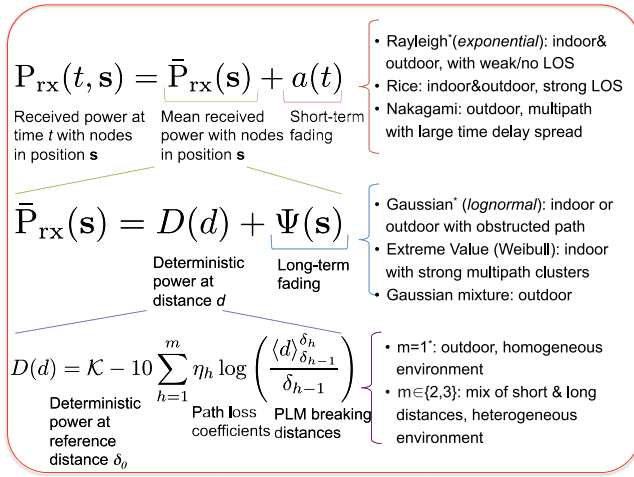 P_rx(t, s) = P̄_rx(s) + a(t)
Received power at
time t with nodes
in position s
Mean received
power with nodes
in position s
Short-term
fading
• Rayleigh*(exponential): indoor&
outdoor, with weak/no LOS
• Rice: indoor&outdoor, strong LOS
• Nakagami: outdoor, multipath
with large time delay spread
P̄_rx(s) = D(d) + Ψ(s)
Deterministic
power at
distance d
Long-term
fading
• Gaussian* (lognormal): indoor or
outdoor with obstructed path
• Extreme Value (Weibull): indoor
with strong multipath clusters
• Gaussian mixture: outdoor
D(d) = K − 10 ∑_{h=1}^{m} η_h log ( ⟨d⟩_{δ_{h−1}}^{δ_h} / δ_{h−1} )
Deterministic
power at
reference
distance δ_0
Path loss
coefficients
PLM breaking
distances
• m=1*: outdoor, homogeneous
environment
• m∈{2,3}: mix of short & long
distances, heterogeneous
environment